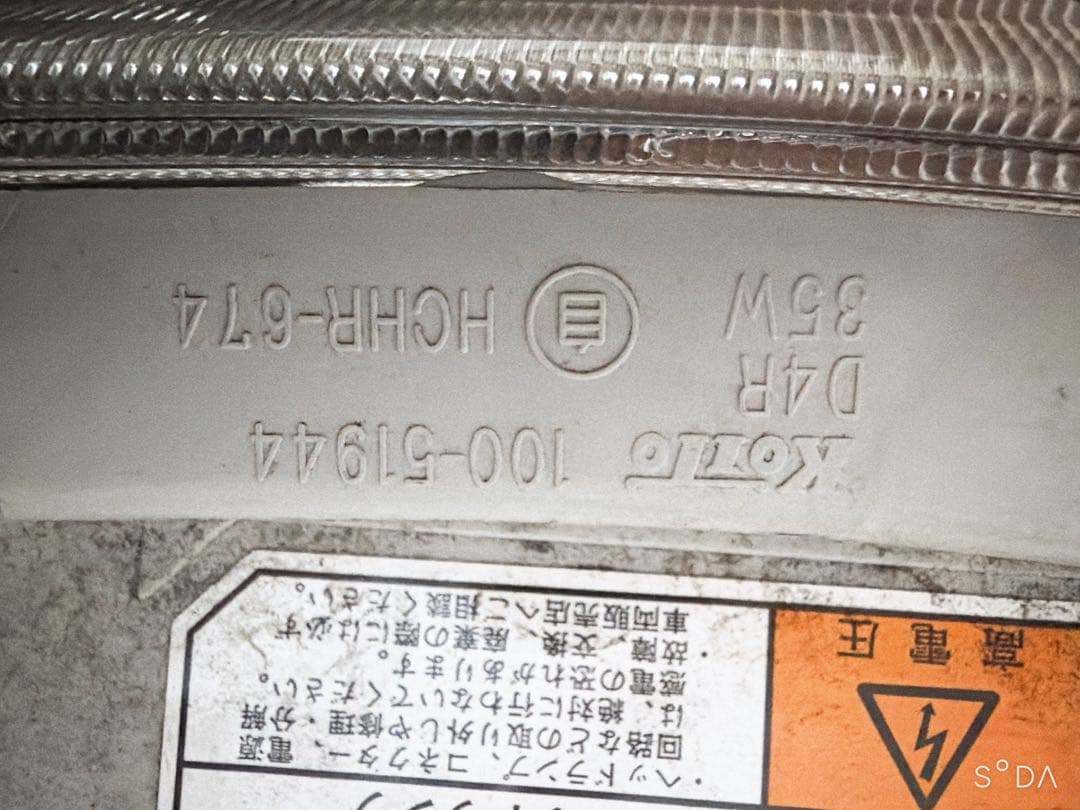 高電圧
・ヘッドランプ、コネクター、電源
回路などの取り外しや修理・分解
は、絶対に行わないでください。
感電の恐れがあります。
・故障、交換、廃棄の際には必ず
車両販売店へご相談ください。
KOITO 100-51944
D4R
35W 自 HCHR-674
S°DA